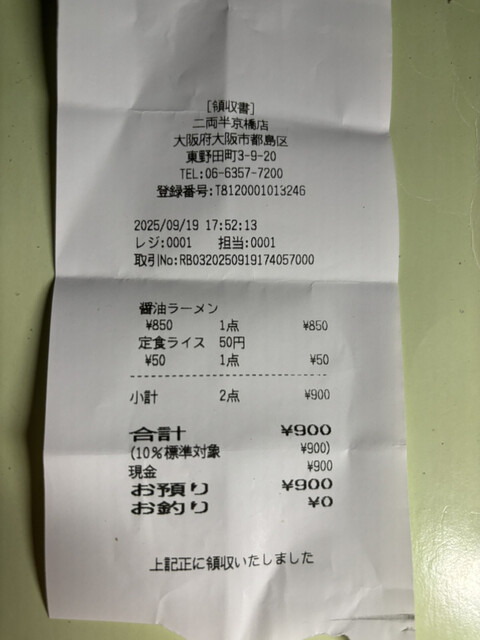 [領収書]
二両半京橋店
大阪府大阪市都島区
東野田町3-9-20
TEL:06-6357-7200
登録番号:T8120001013246
2025/09/19 17:52:13
レジ:0001 担当:0001
取引No:RB0320250919174057000
醤油ラーメン
¥850 1点 ¥850
定食ライス 50円
¥50 1点 ¥50
小計 2点 ¥900
合計 ¥900
(10%標準対象 ¥900)
現金 ¥900
お預り ¥900
お釣り ¥0
上記正に領収いたしました